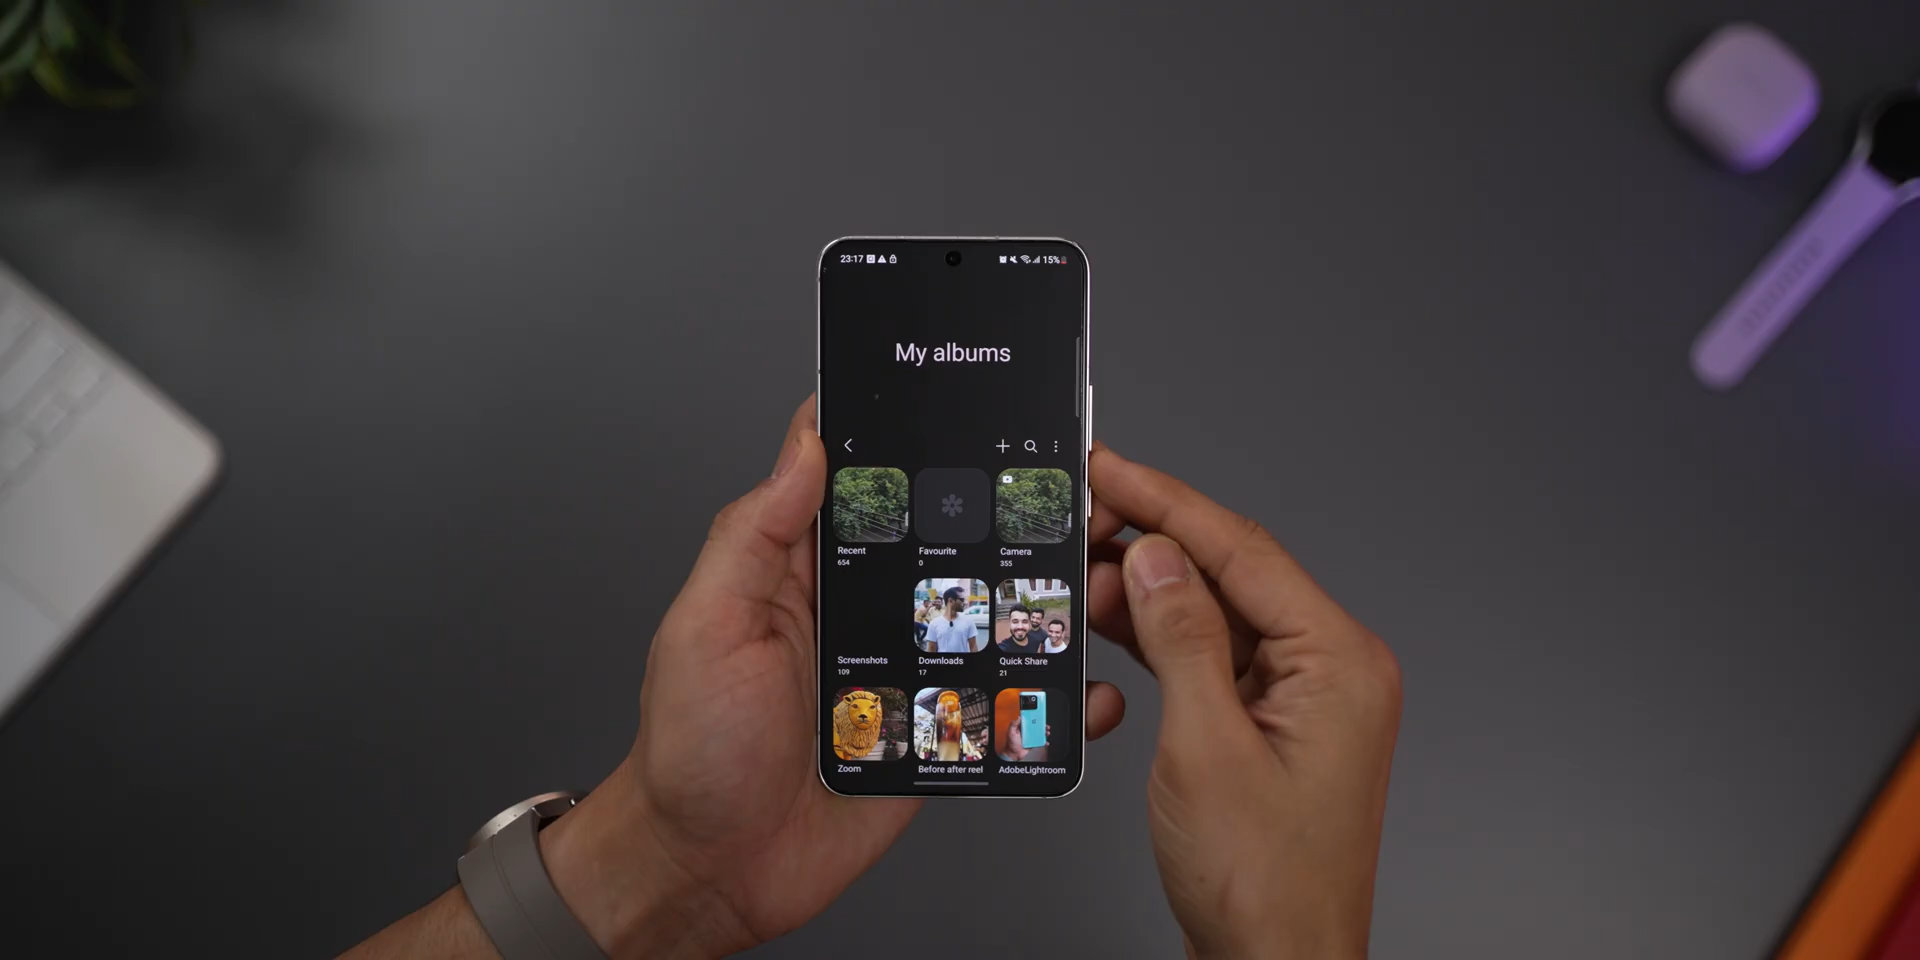 23:17 15%
My albums
Recent Favourite Camera
654 0 355
Screenshots Downloads Quick Share
109 17 21
Zoom Before after reel AdobeLightroom